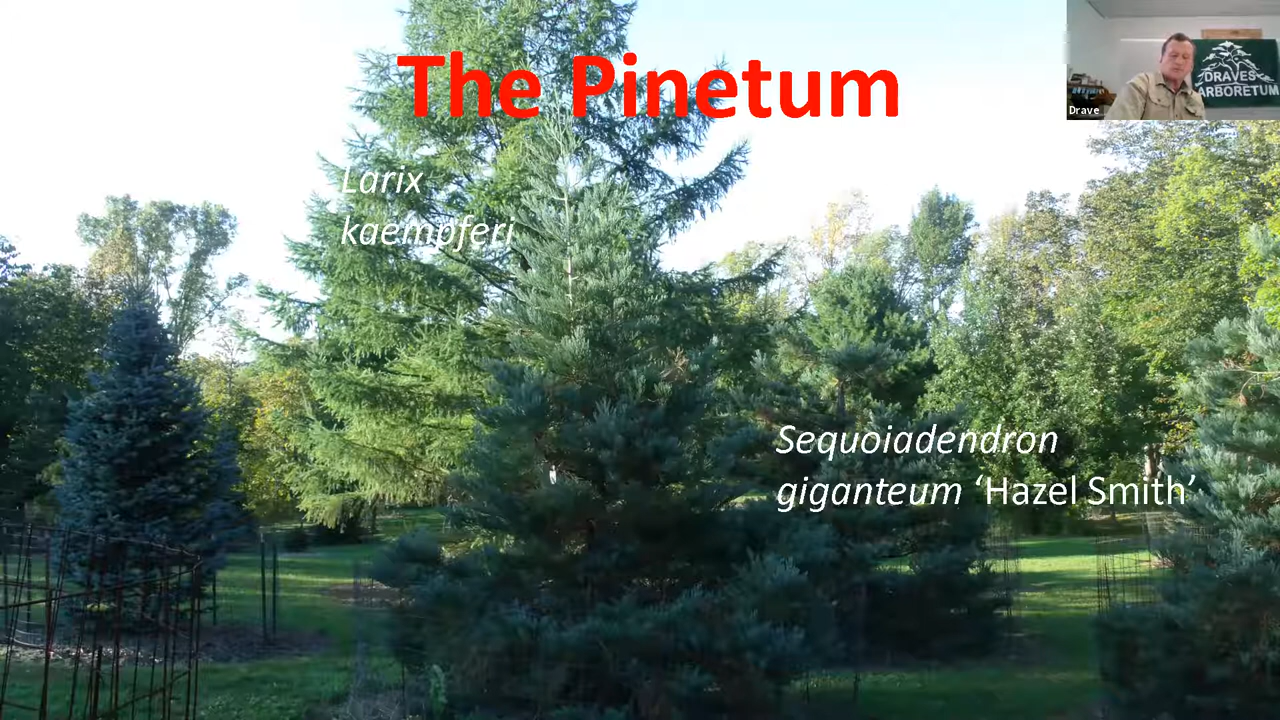 The Pinetum
DRAVES
ARBORETUM
Drave
Larix
kaempferi
Sequoiadendron
giganteum ‘Hazel Smith’